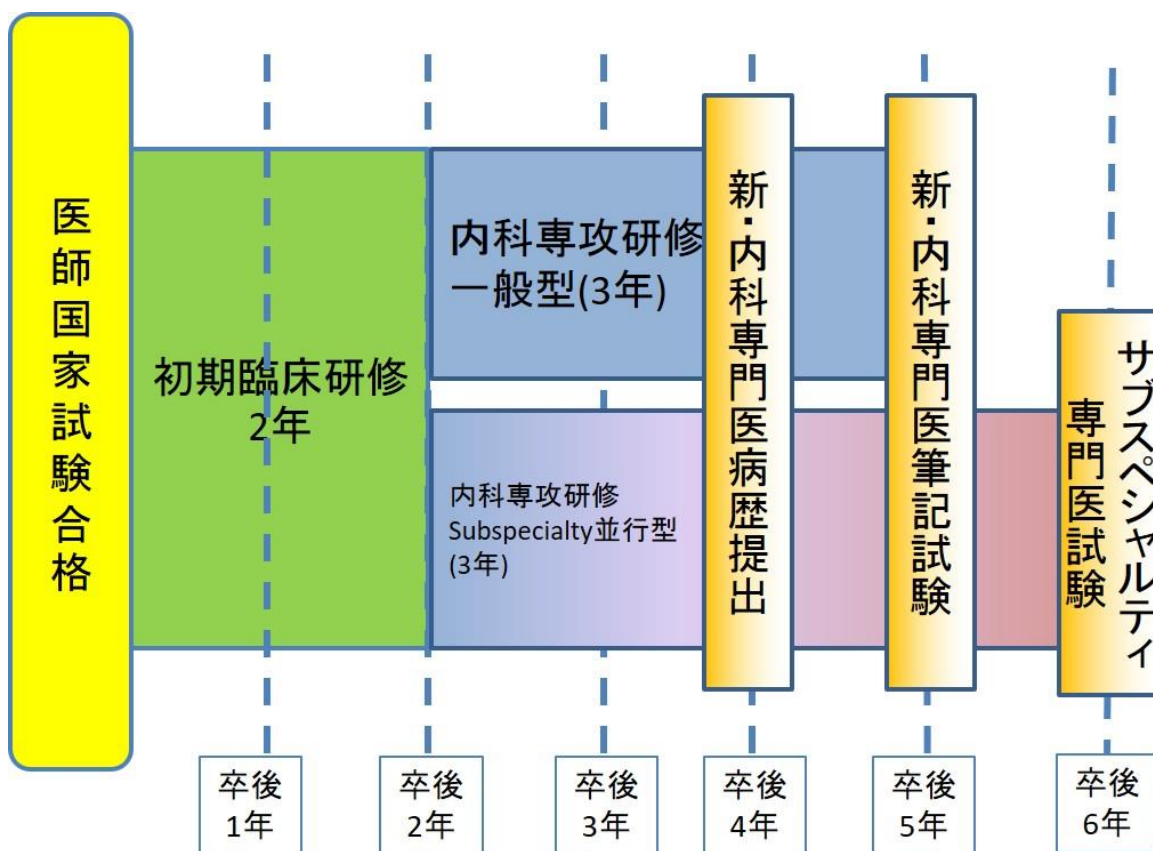 医師国家試験合格
初期臨床研修
2年
内科専攻研修
一般型(3年)
内科専攻研修
Subspecialty並行型
(3年)
新・内科専門医病歴提出
新・内科専門医筆記試験
サブスペシャルティ
専門医試験
卒後
1年
卒後
2年
卒後
3年
卒後
4年
卒後
5年
卒後
6年